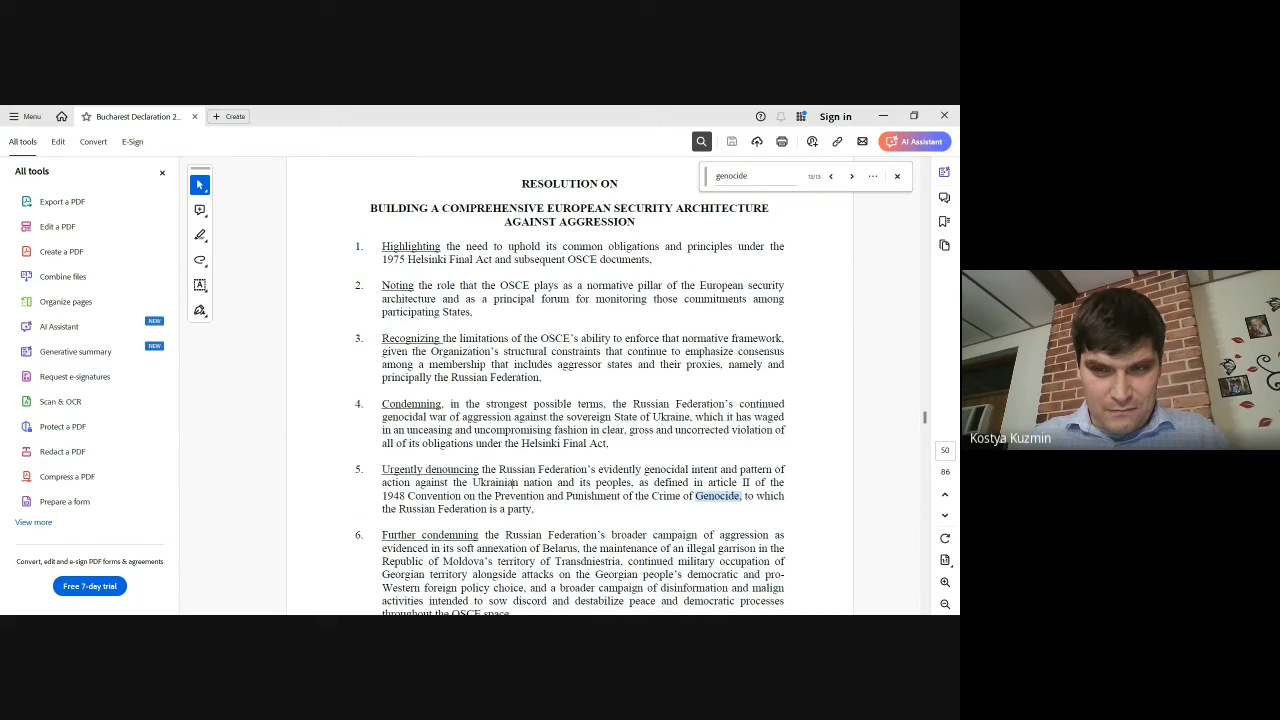 Menu
Bucharest Declaration 2...
Create
Sign in
All tools
Edit
Convert
E-Sign
AI Assistant
All tools
Export a PDF
Edit a PDF
Create a PDF
Combine files
Organize pages
AI Assistant
NEW
Generative summary
NEW
Request e-signatures
Scan & OCR
Protect a PDF
Redact a PDF
Compress a PDF
Prepare a form
View more
Convert, edit and e-sign PDF forms & agreements
Free 7-day trial
genocide
13/13
RESOLUTION ON
BUILDING A COMPREHENSIVE EUROPEAN SECURITY ARCHITECTURE
AGAINST AGGRESSION
1. Highlighting the need to uphold its common obligations and principles under the
1975 Helsinki Final Act and subsequent OSCE documents,
2. Noting the role that the OSCE plays as a normative pillar of the European security
architecture and as a principal forum for monitoring those commitments among
participating States,
3. Recognizing the limitations of the OSCE's ability to enforce that normative framework,
given the Organization's structural constraints that continue to emphasize consensus
among a membership that includes aggressor states and their proxies, namely and
principally the Russian Federation,
4. Condemning, in the strongest possible terms, the Russian Federation's continued
genocidal war of aggression against the sovereign State of Ukraine, which it has waged
in an unceasing and uncompromising fashion in clear, gross and uncorrected violation of
all of its obligations under the Helsinki Final Act,
5. Urgently denouncing the Russian Federation's evidently genocidal intent and pattern of
action against the Ukrainian nation and its peoples, as defined in article II of the
1948 Convention on the Prevention and Punishment of the Crime of Genocide, to which
the Russian Federation is a party,
6. Further condemning the Russian Federation's broader campaign of aggression as
evidenced in its soft annexation of Belarus, the maintenance of an illegal garrison in the
Republic of Moldova's territory of Transdniestria, continued military occupation of
Georgian territory alongside attacks on the Georgian people's democratic and pro-
Western foreign policy choice, and a broader campaign of disinformation and malign
activities intended to sow discord and destabilize peace and democratic processes
throughout the OSCE space
50
86
Kostya Kuzmin